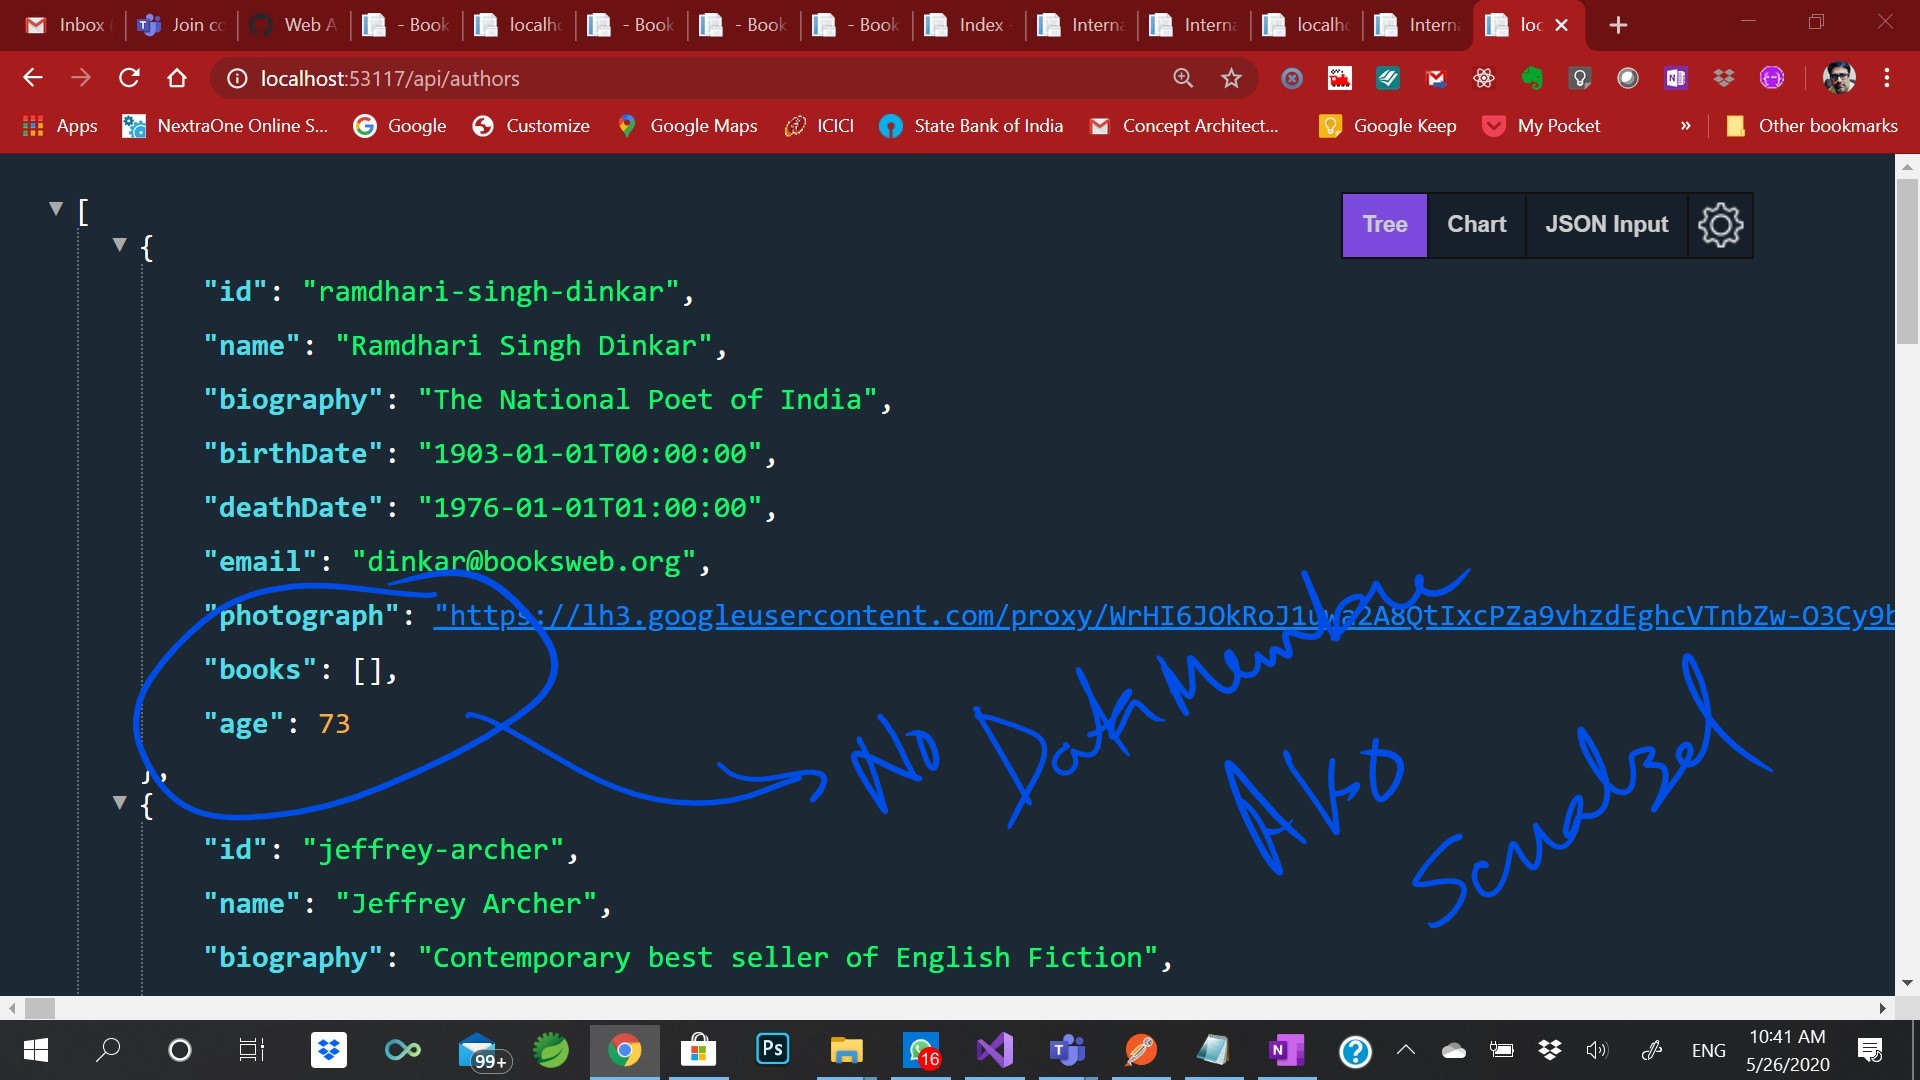 Inbox
Join cc
Web A
- Book
localho
- Book
- Book
- Book
Index
Interna
Interna
localho
Interna
loc
localhost:53117/api/authors
Apps
NextraOne Online S...
Google
Customize
Google Maps
ICICI
State Bank of India
Concept Architect...
Google Keep
My Pocket
»
Other bookmarks
Tree
Chart
JSON Input
[
{
"id": "ramdhari-singh-dinkar",
"name": "Ramdhari Singh Dinkar",
"biography": "The National Poet of India",
"birthDate": "1903-01-01T00:00:00",
"deathDate": "1976-01-01T01:00:00",
"email": "dinkar@booksweb.org",
"photograph": "https://lh3.googleusercontent.com/proxy/WrHI6JOkRoJ1uwa2A8QtIxcPZa9vhzdEghcVTnbZw-O3Cy9b
"books": [],
"age": 73
},
No DataMember
Also
Serialized
{
"id": "jeffrey-archer",
"name": "Jeffrey Archer",
"biography": "Contemporary best seller of English Fiction",
99+
Ps
16
N
ENG
10:41 AM
5/26/2020